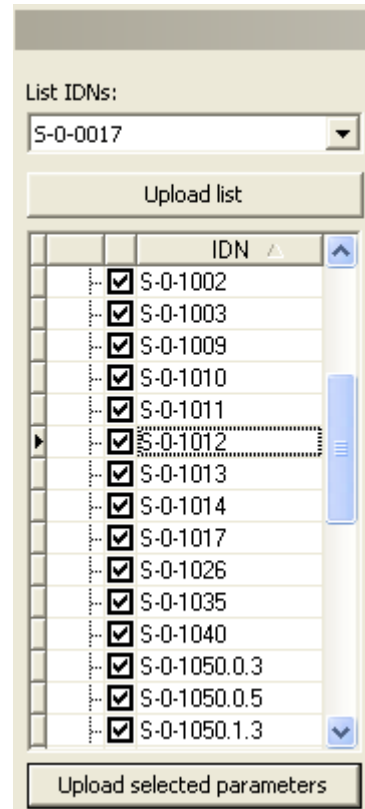 List IDNs:
S-0-0017
Upload list
IDN
S-0-1002
S-0-1003
S-0-1009
S-0-1010
S-0-1011
S-0-1012
S-0-1013
S-0-1014
S-0-1017
S-0-1026
S-0-1035
S-0-1040
S-0-1050.0.3
S-0-1050.0.5
S-0-1050.1.3
Upload selected parameters